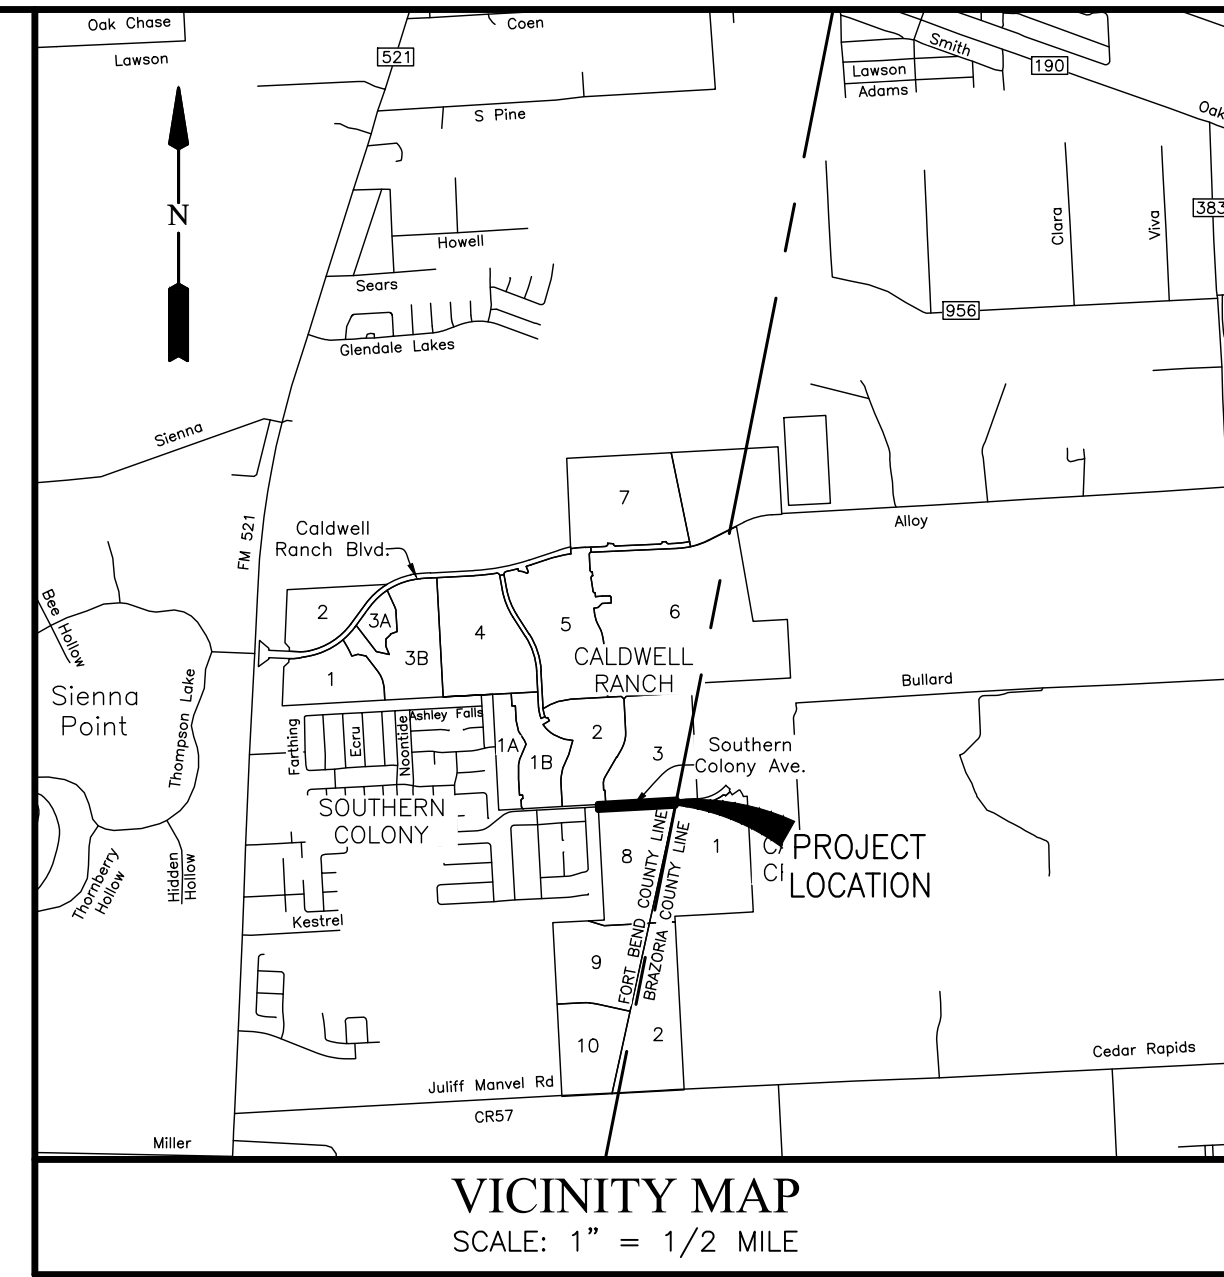 Oak Chase
Lawson
Coen
521
Smith
190
Lawson
Adams
Oak
S Pine
N
Howell
Sears
Glendale Lakes
Clara
Viva
383
956
Sienna
FM 521
Caldwell
Ranch Blvd.
7
Alloy
Bee Hollow
2
3A
3B
4
5
6
1
CALDWELL
RANCH
Bullard
Sienna
Point
Thompson Lake
Farthing
Ecru
Noontide
Ashley Falls
1A
1B
2
3
Southern
Colony Ave.
SOUTHERN
COLONY
8
1
PROJECT
LOCATION
FORT BEND COUNTY LINE
BRAZORIA COUNTY LINE
Thornberry
Hollow
Hidden
Hollow
Kestrel
9
10
2
Juliff Manvel Rd
CR57
Cedar Rapids
Miller
VICINITY MAP
SCALE: 1" = 1/2 MILE